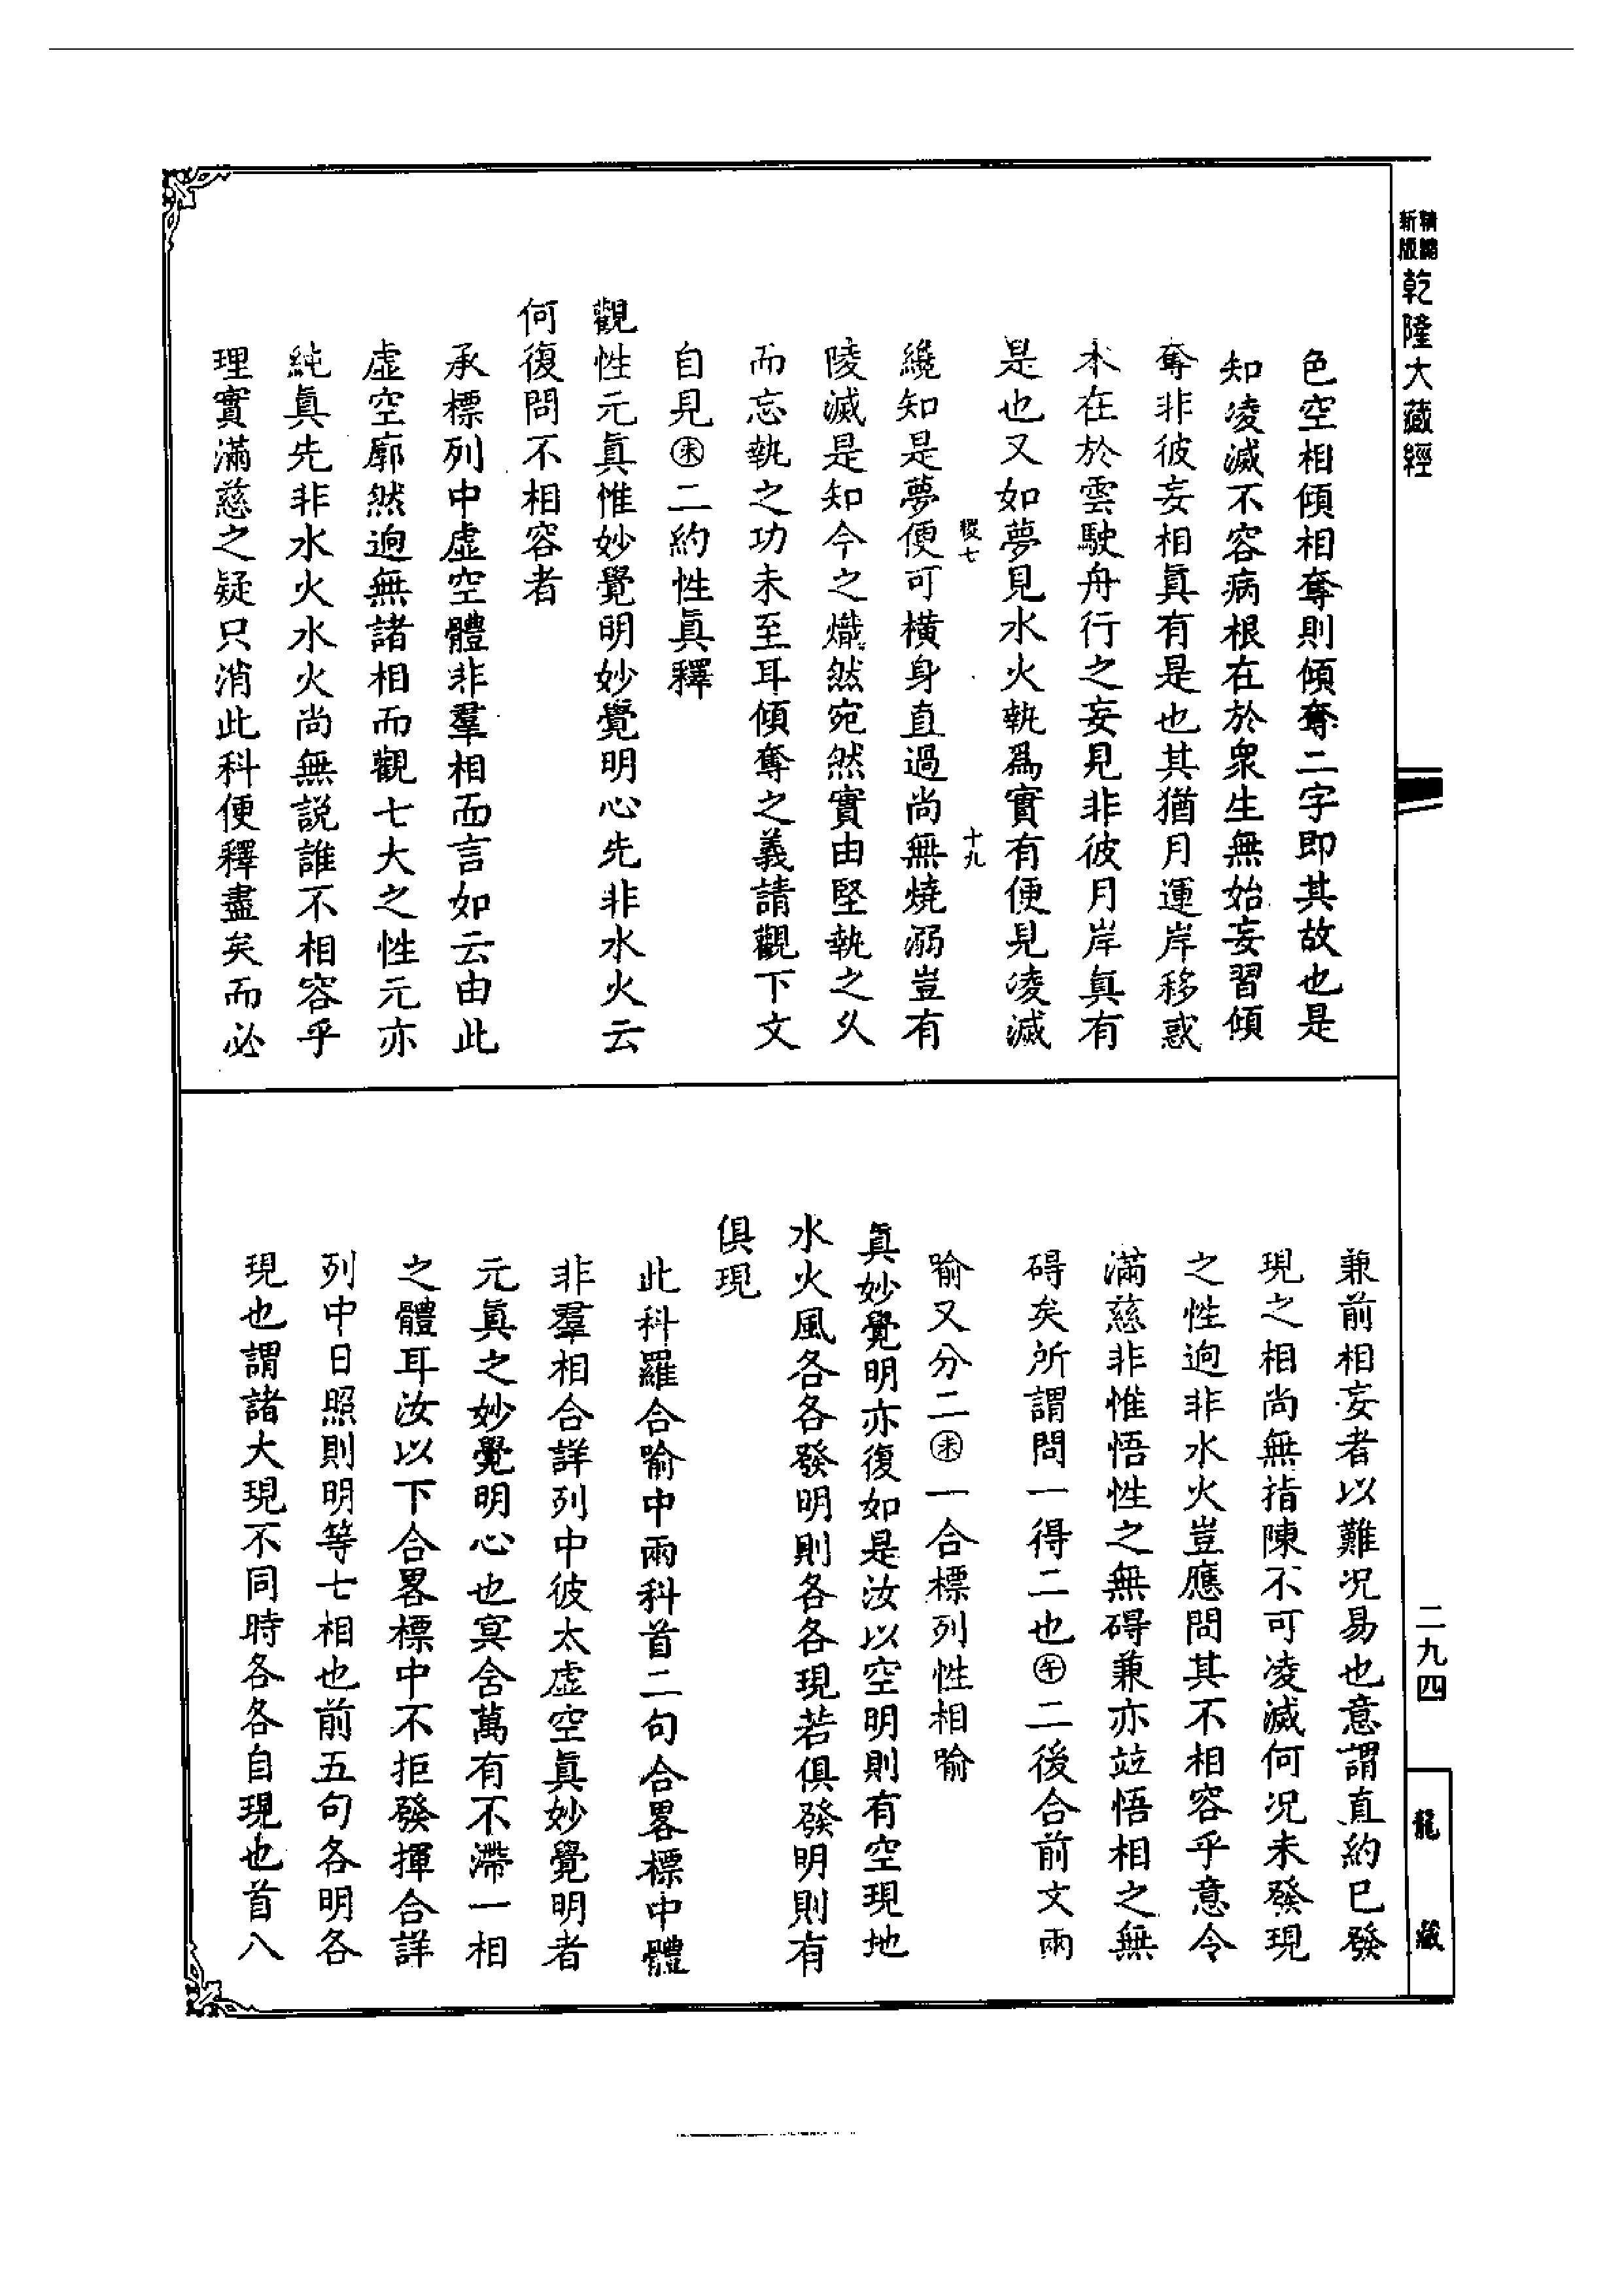 精編
新版
乾隆大藏經
色空相傾相奪則傾奪二字即其故也是
知凌滅不容病根在於衆生無始妄習傾
奪非彼妄相眞有是也其猶月運岸移惑
本在於雲駛舟行之妄見非彼月岸眞有
是也又如夢見水火執爲實有便見凌滅
稷七
十九
纔知是夢便可橫身直過尚無燒溺豈有
陵滅是知今之熾然宛然實由堅執之久
而忘執之功未至耳傾奪之義請觀下文
自見㊍二約性眞釋
觀性元眞惟妙覺明妙覺明心先非水火云
何復問不相容者
承標列中虛空體非羣相而言如云由此
虛空廓然迥無諸相而觀七大之性元亦
純眞先非水火水火尚無說誰不相容乎
理實滿慈之疑只消此科便釋盡矣而必
兼前相妄者以難況易也意謂直約已發
現之相尚無指陳不可凌滅何況未發現
之性迥非水火豈應問其不相容乎意令
滿慈非惟悟性之無碍兼亦竝悟相之無
碍矣所謂問一得二也午二後合前文兩
喻又分二未一合標列性相喻
眞妙覺明亦復如是汝以空明則有空現地
水火風各各發明則各各現若俱發明則有
俱現
此科羅合喻中兩科首二句合畧標中體
非羣相合詳列中彼太虛空眞妙覺明者
元眞之妙覺明心也寞含萬有不滯一相
之體耳汝以下合畧標中不拒發揮合詳
列中日照則明等七相也前五句各明各
現也謂諸大現不同時各各自現也首八
二九四
龍藏